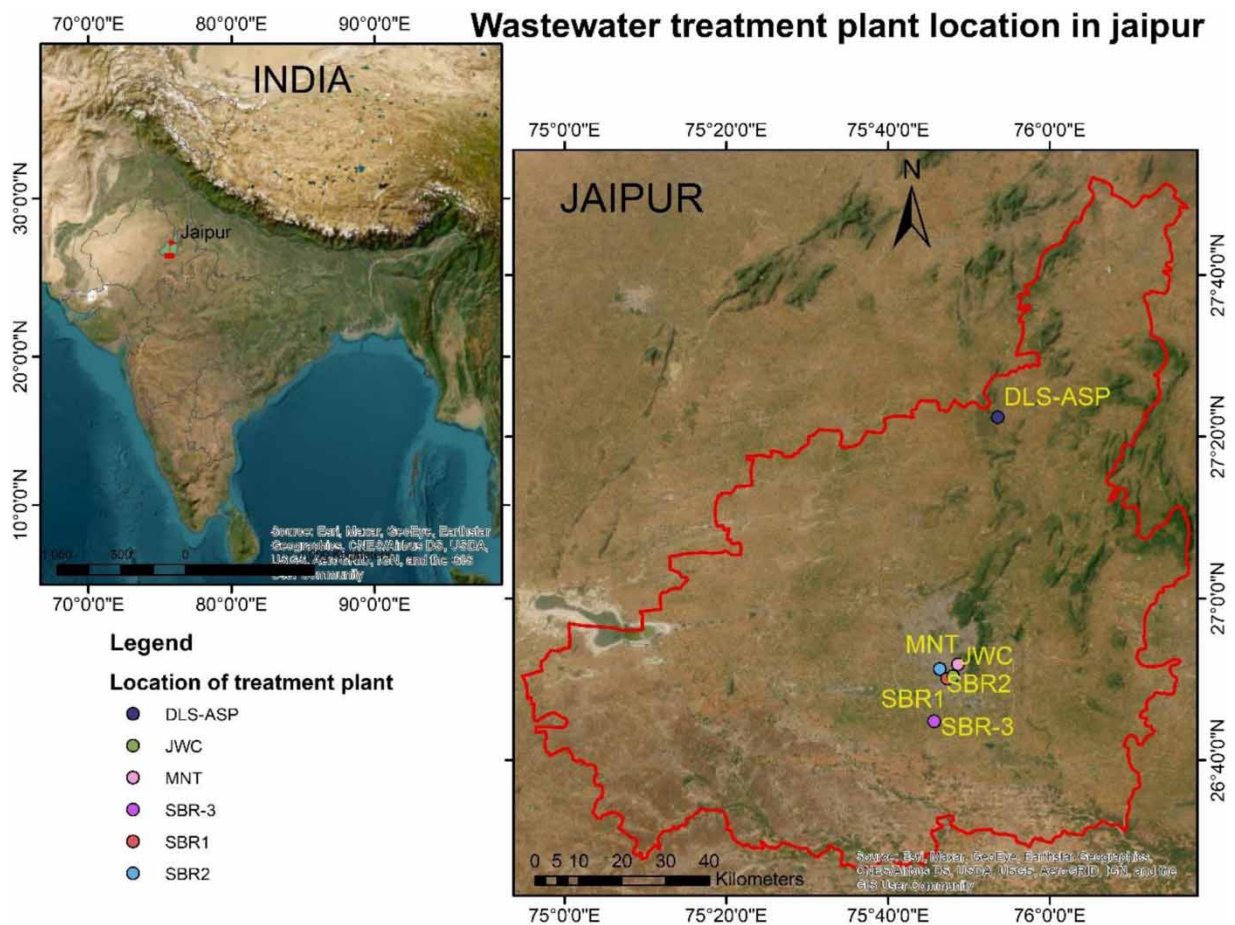 Wastewater treatment plant location in jaipur
70°0'0"E 80°0'0"E 90°0'0"E
INDIA
30°0'0"N
20°0'0"N
10°0'0"N
Jaipur
Source: Esri, Maxar, GeoEye, Earthstar
Geographics, CNES/Airbus DS, USDA,
USGS, AeroGRID, IGN, and the GIS
User Community
500 0
70°0'0"E 80°0'0"E 90°0'0"E
75°0'0"E 75°20'0"E 75°40'0"E 76°0'0"E
JAIPUR
N
27°40'0"N
27°20'0"N
27°0'0"N
26°40'0"N
DLS-ASP
MNT
JWC
SBR2
SBR1
SBR-3
0 5 10 20 30 40
Kilometers
Source: Esri, Maxar, GeoEye, Earthstar Geographics,
CNES/Airbus DS, USDA, USGS, AeroGRID, IGN, and the
GIS User Community
75°0'0"E 75°20'0"E 75°40'0"E 76°0'0"E
Legend
Location of treatment plant
DLS-ASP
JWC
MNT
SBR-3
SBR1
SBR2